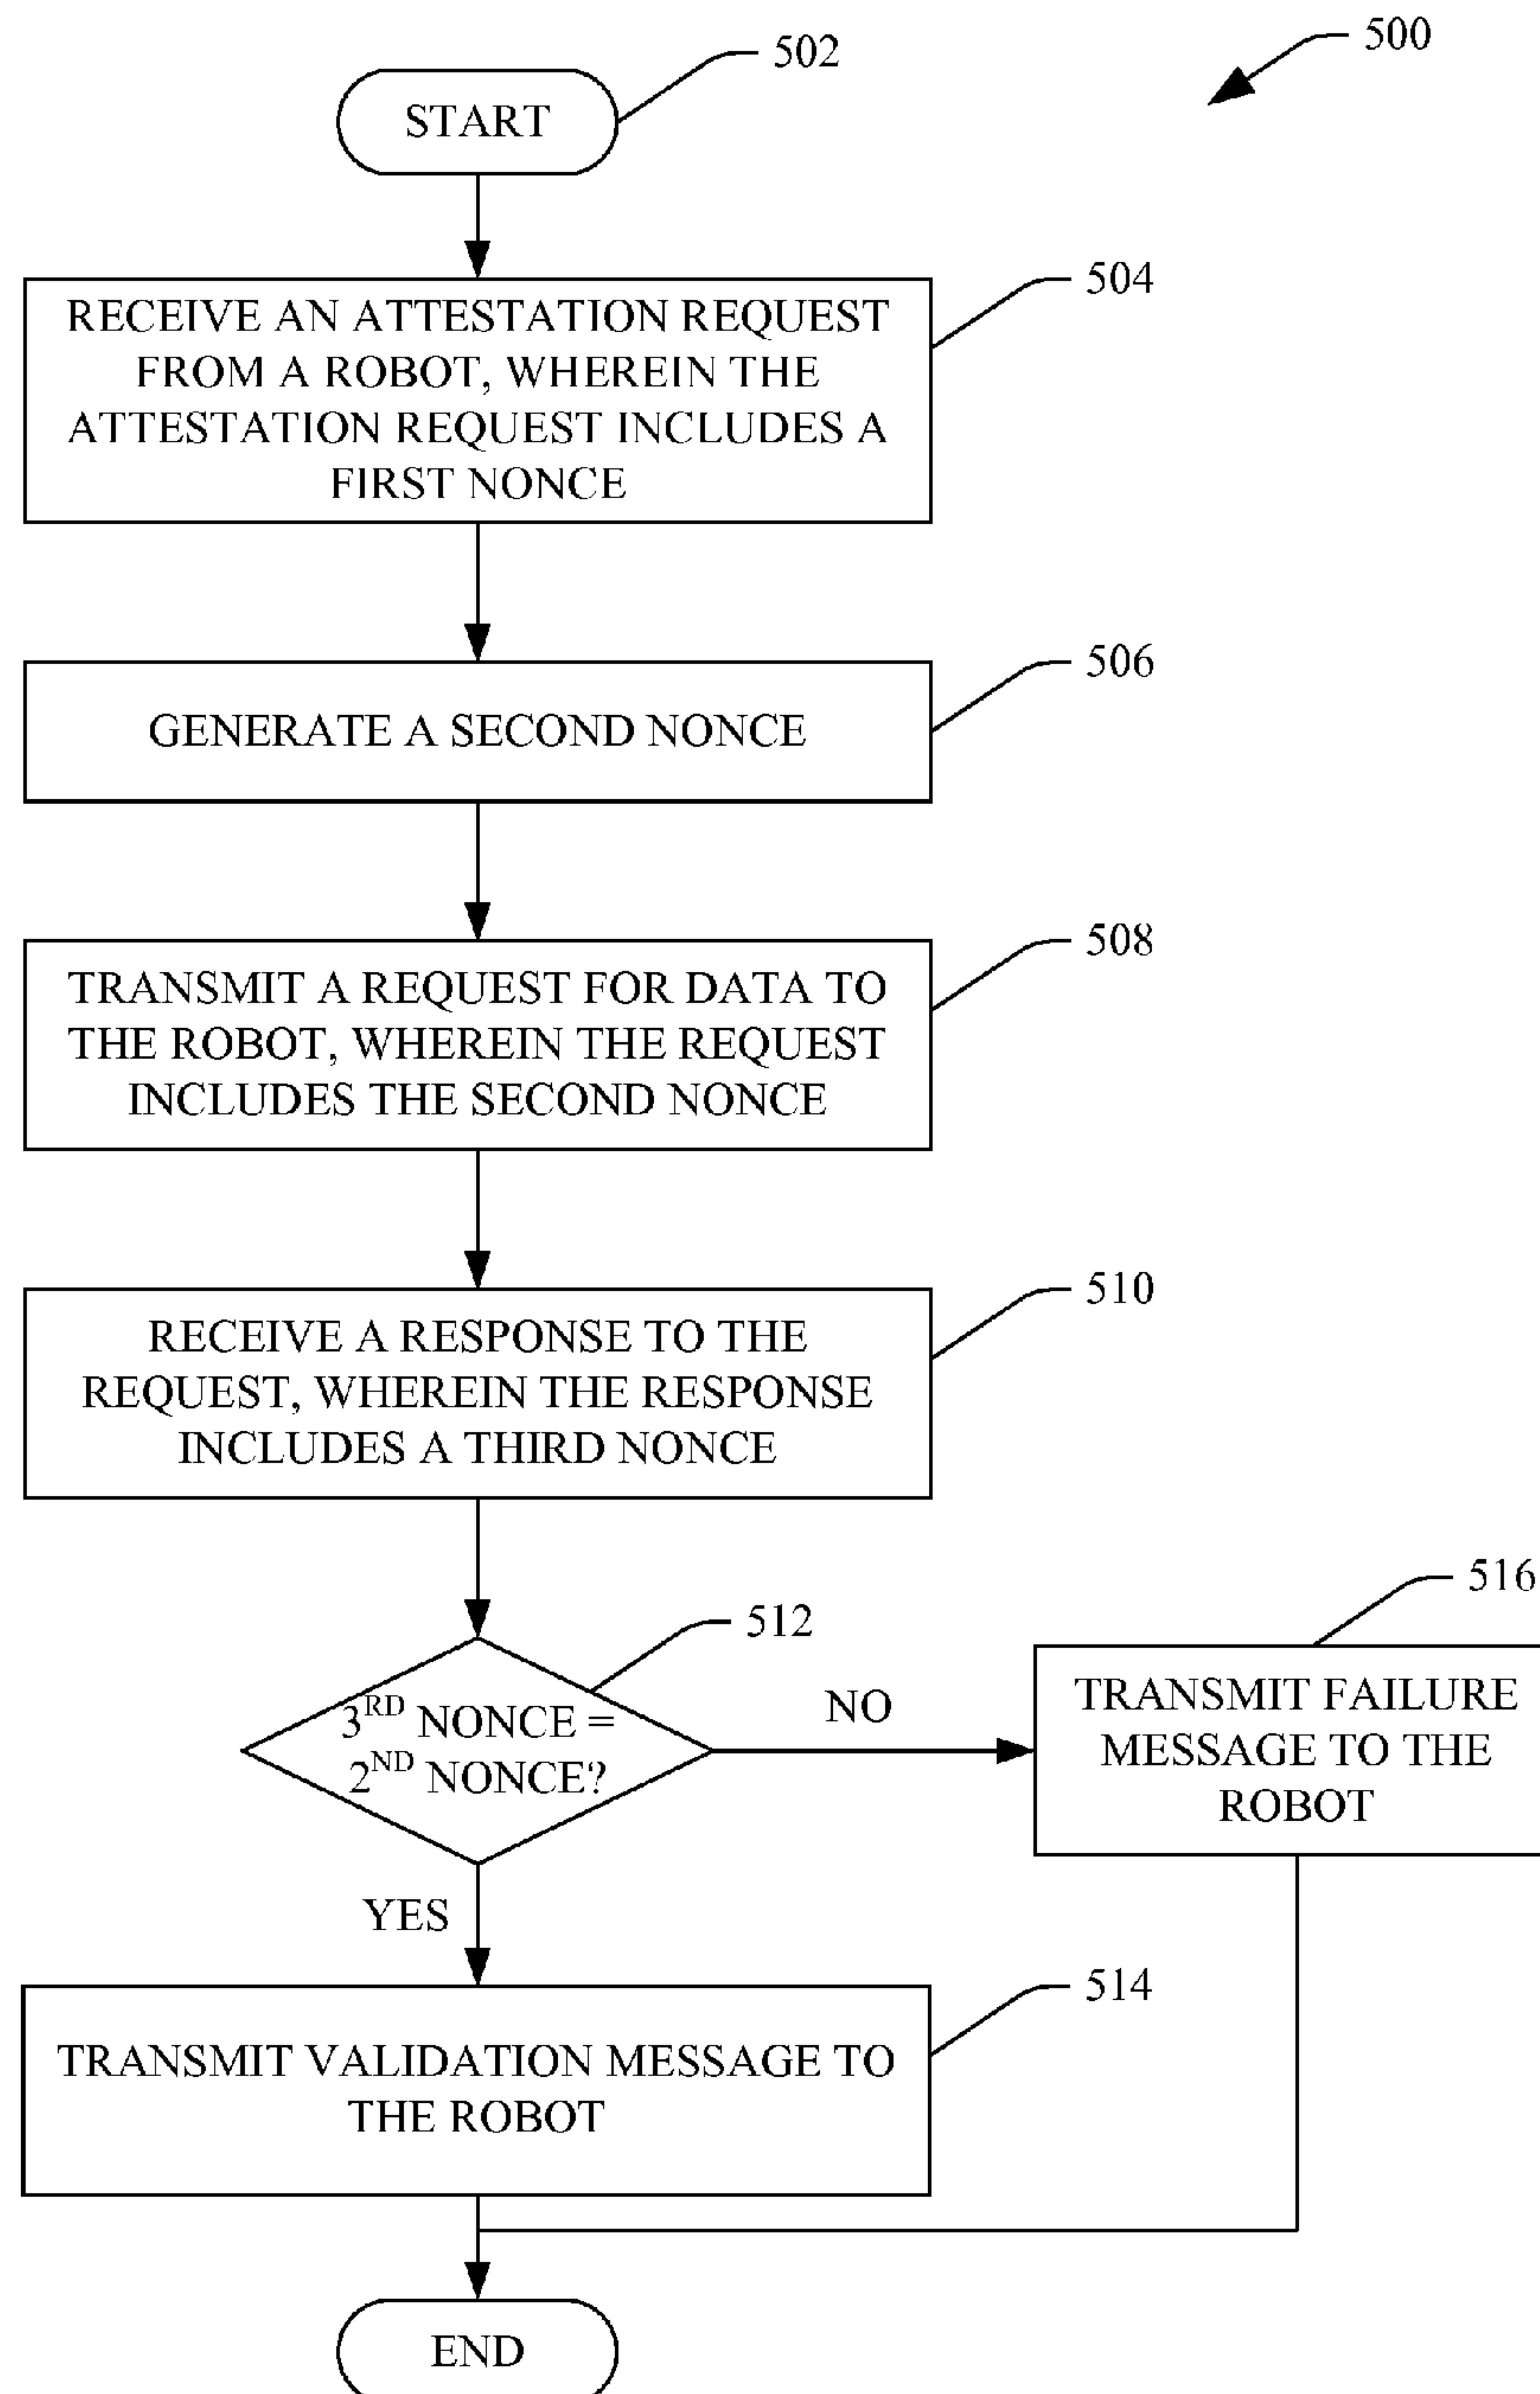 500
502
START
504
RECEIVE AN ATTESTATION REQUEST
FROM A ROBOT, WHEREIN THE
ATTESTATION REQUEST INCLUDES A
FIRST NONCE
506
GENERATE A SECOND NONCE
508
TRANSMIT A REQUEST FOR DATA TO
THE ROBOT, WHEREIN THE REQUEST
INCLUDES THE SECOND NONCE
510
RECEIVE A RESPONSE TO THE
REQUEST, WHEREIN THE RESPONSE
INCLUDES A THIRD NONCE
512
3RD NONCE =
2ND NONCE?
NO
516
TRANSMIT FAILURE
MESSAGE TO THE
ROBOT
YES
514
TRANSMIT VALIDATION MESSAGE TO
THE ROBOT
END